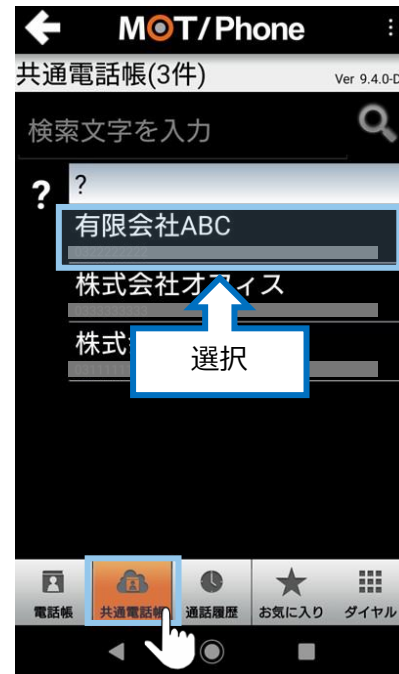 MOT/Phone
共通電話帳(3件)
Ver 9.4.0-D
検索文字を入力
?
?
有限会社ABC
株式会社オフィス
株式
選択
電話帳
共通電話帳
通話履歴
お気に入り
ダイヤル